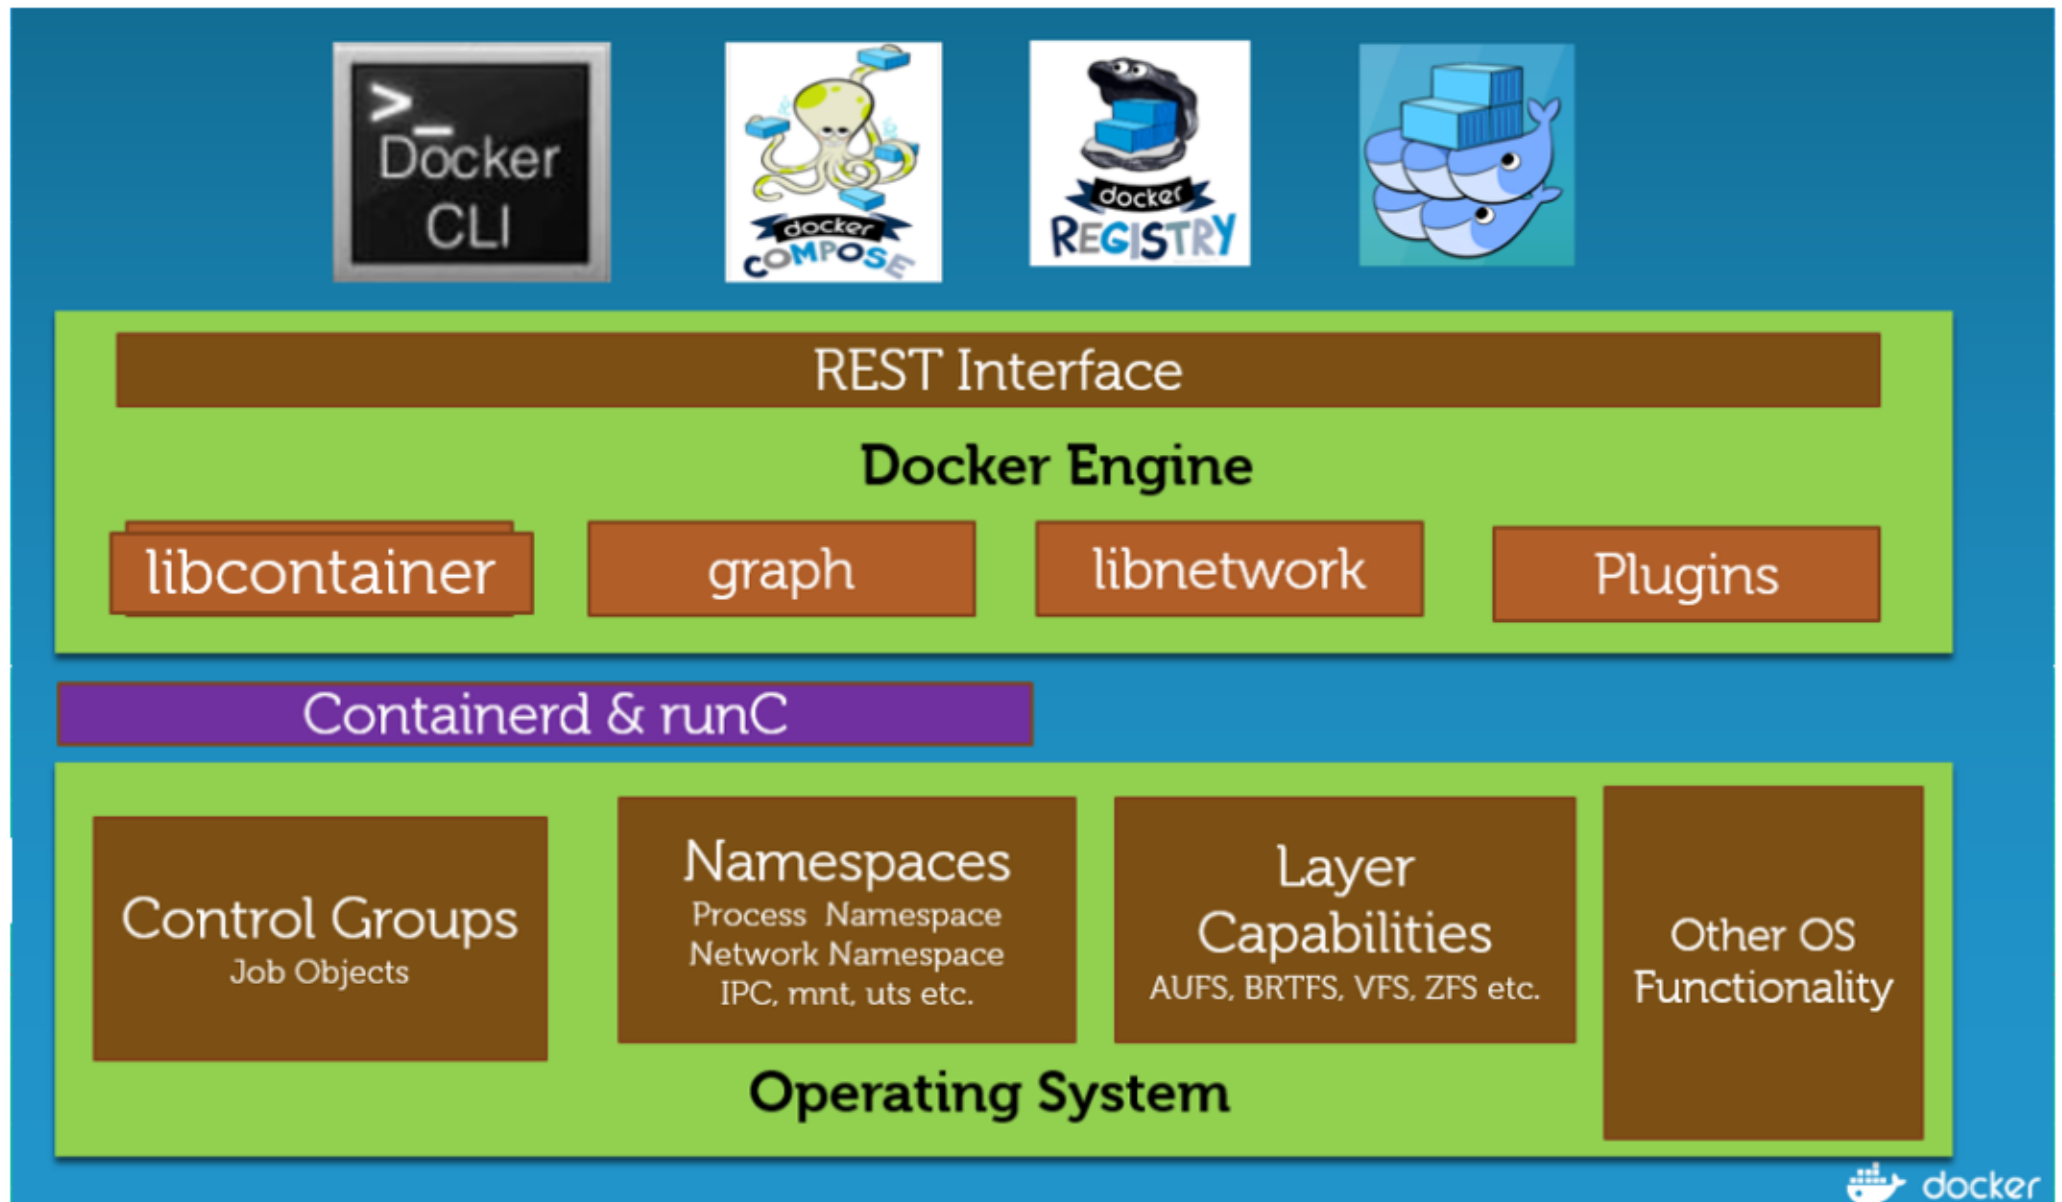 >_
Docker
CLI
docker
COMPOSE
docker
REGISTRY
REST Interface
Docker Engine
libcontainer
graph
libnetwork
Plugins
Containerd & runC
Control Groups
Job Objects
Namespaces
Process Namespace
Network Namespace
IPC, mnt, uts etc.
Layer
Capabilities
AUFS, BRTFS, VFS, ZFS etc.
Other OS
Functionality
Operating System
docker